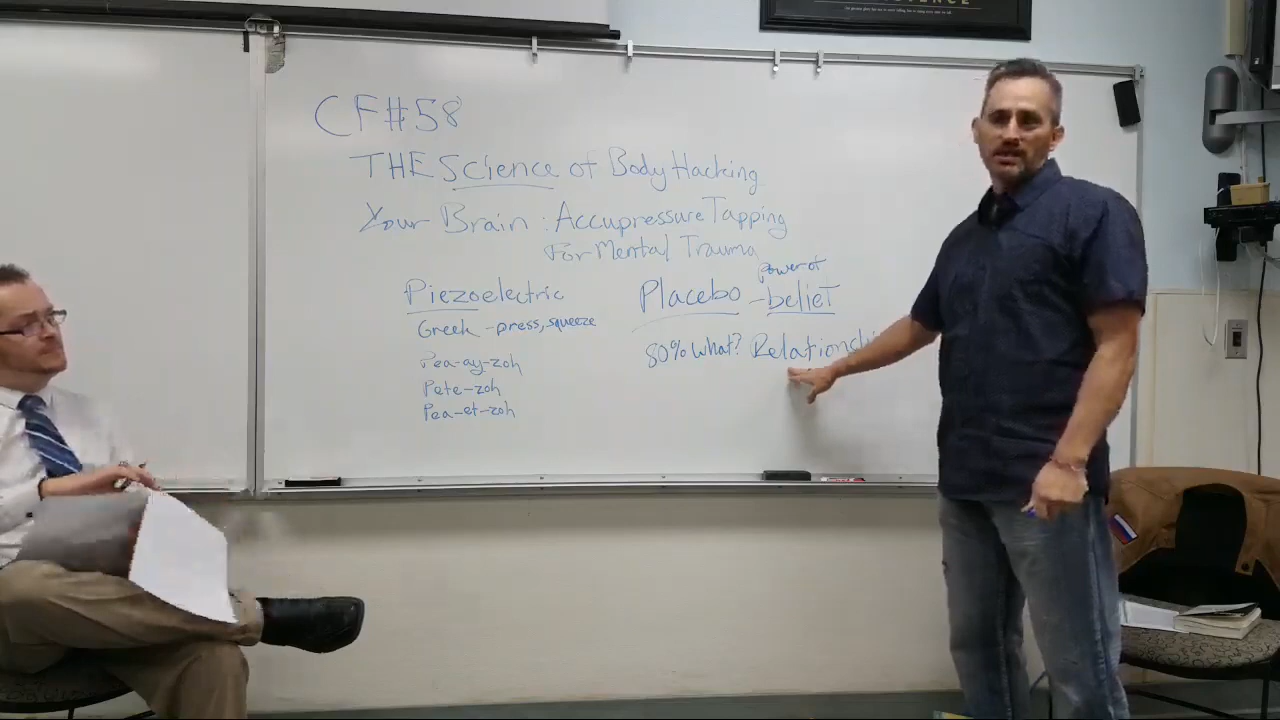 CF#58
THE Science of Body Hacking
Your Brain : Accupressure Tapping
For Mental Trauma
Piezoelectric
Greek - press, squeeze
Pea-ay-zoh
Pete-zoh
Pea-et-zoh
power of
Placebo - belief
80% what?